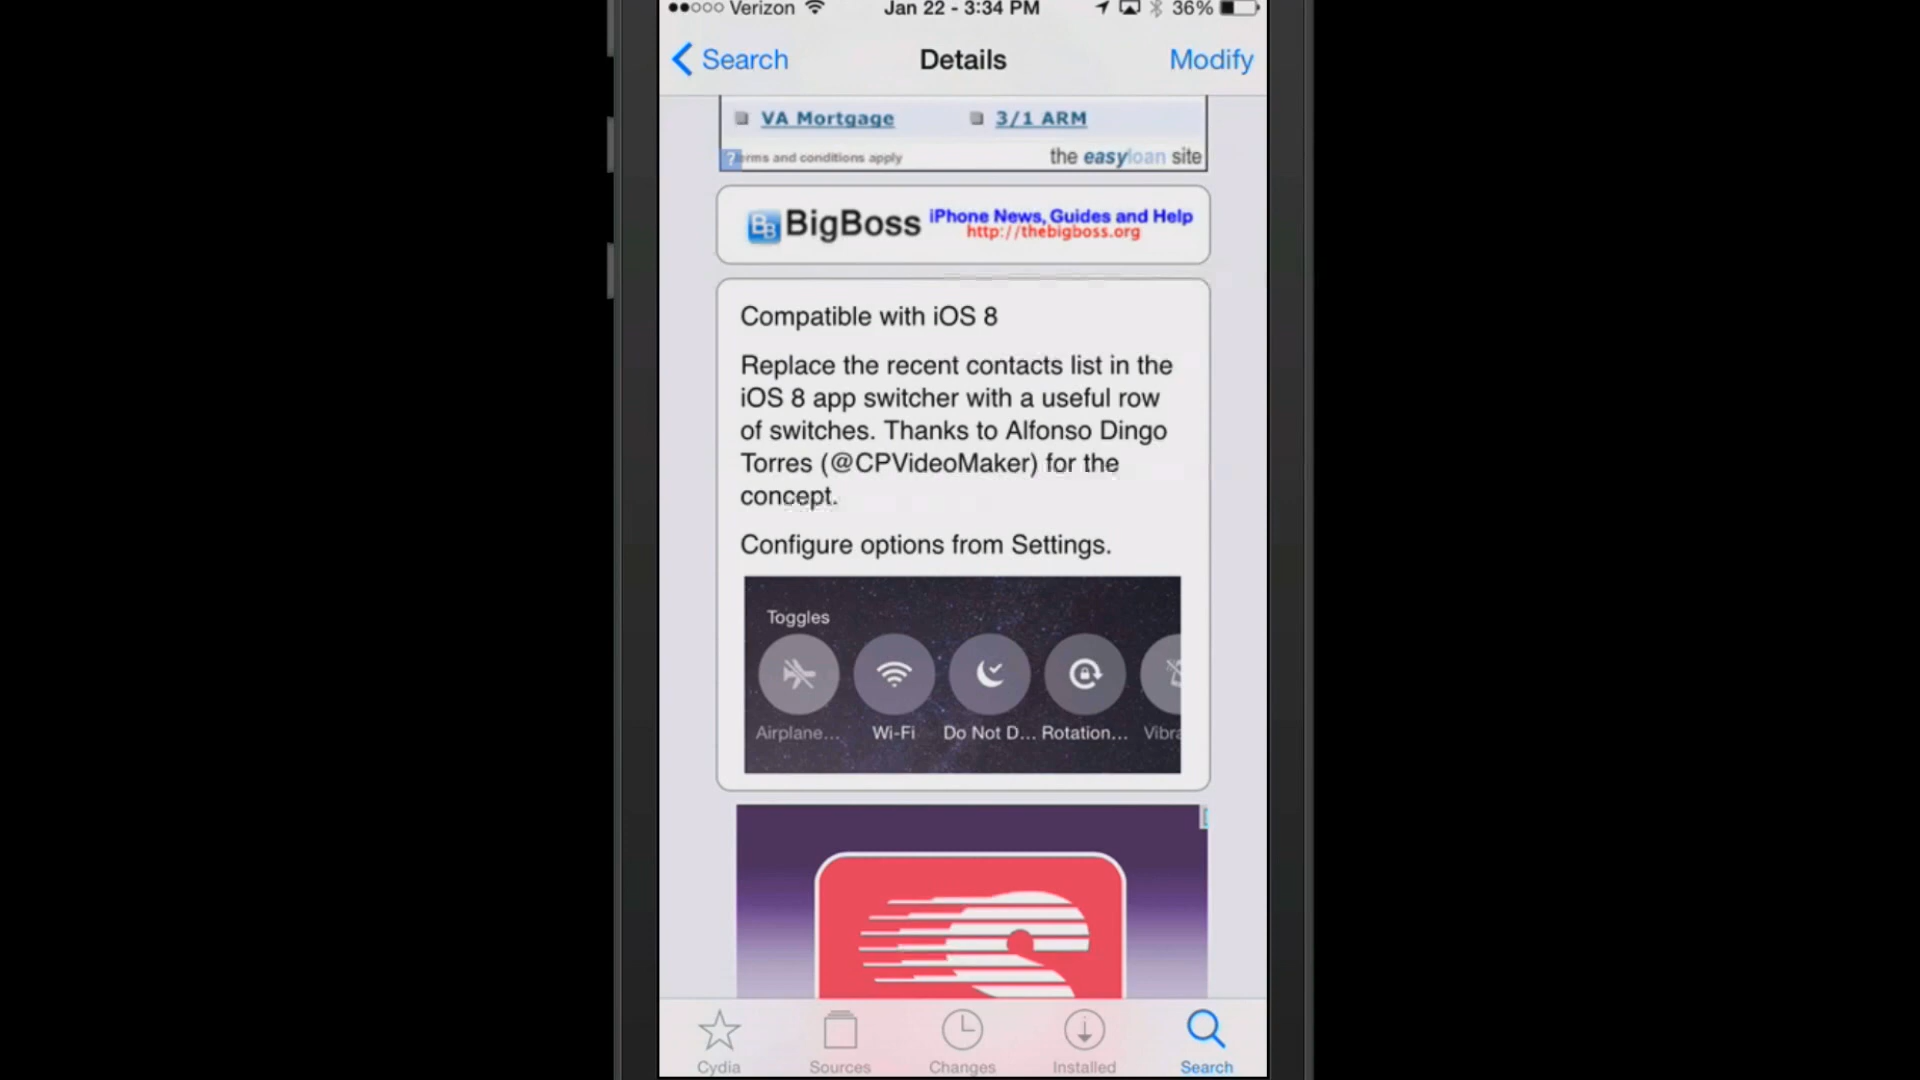 Verizon Jan 22 - 3:34 PM 36%
Search Details Modify
VA Mortgage 3/1 ARM
?erms and conditions apply the easyloan site
BB BigBoss iPhone News, Guides and Help
http://thebigboss.org
Compatible with iOS 8
Replace the recent contacts list in the
iOS 8 app switcher with a useful row
of switches. Thanks to Alfonso Dingo
Torres (@CPVideoMaker) for the
concept.
Configure options from Settings.
Toggles
Airplane... Wi-Fi Do Not D... Rotation... Vibra
Cydia Sources Changes Installed Search